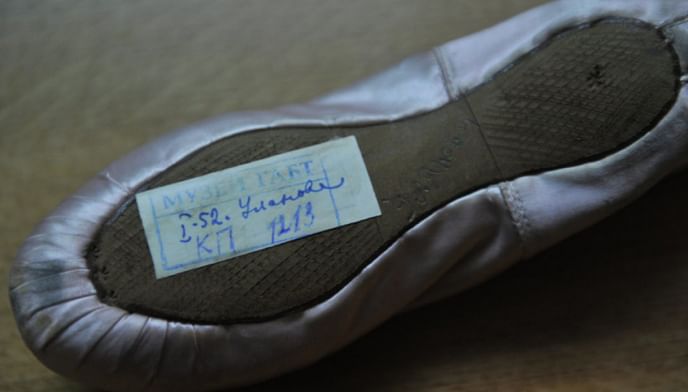 МУЗЕЙ ГАБТ
I-52. Уланова
КП 1213